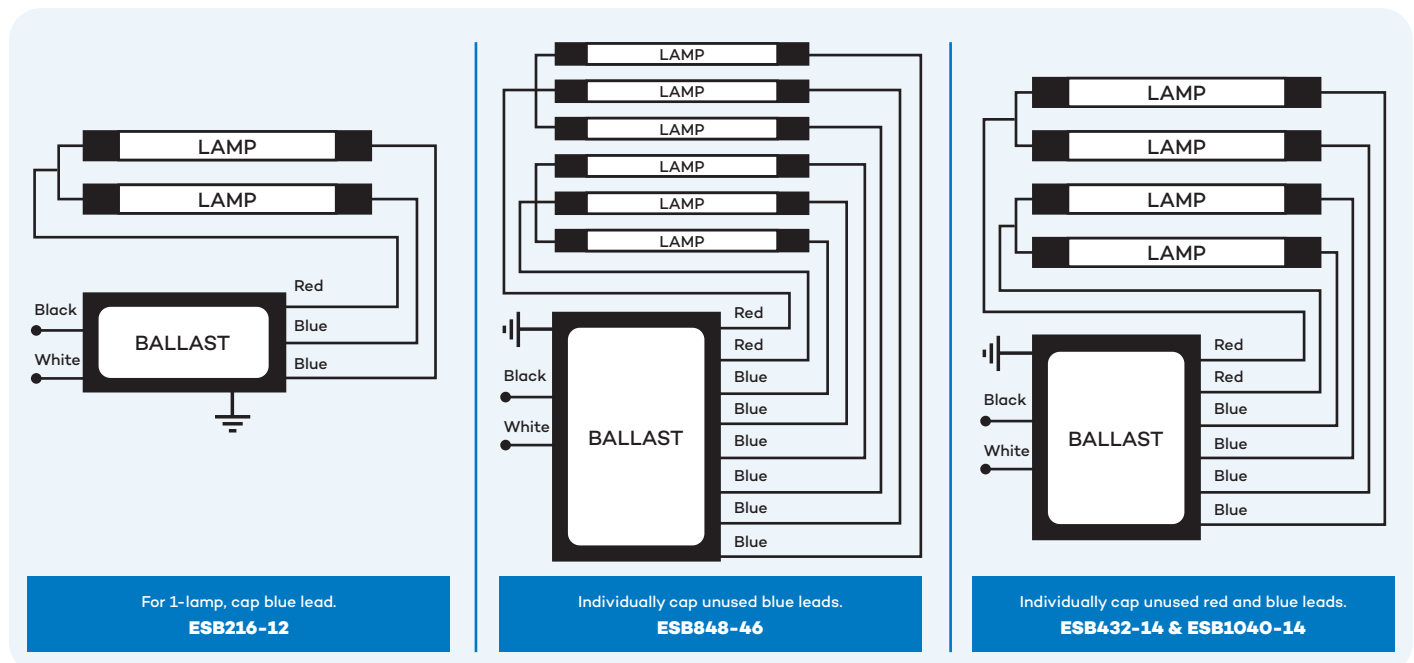 LAMP
LAMP
Red
Black
Blue
BALLAST
White
Blue
For 1-lamp, cap blue lead.
ESB216-12
LAMP
LAMP
LAMP
LAMP
LAMP
LAMP
Red
Red
Black
Blue
Blue
White
BALLAST
Blue
Blue
Blue
Blue
Individually cap unused blue leads.
ESB848-46
LAMP
LAMP
LAMP
LAMP
Red
Red
Black
Blue
BALLAST
White
Blue
Blue
Blue
Individually cap unused red and blue leads.
ESB432-14 & ESB1040-14